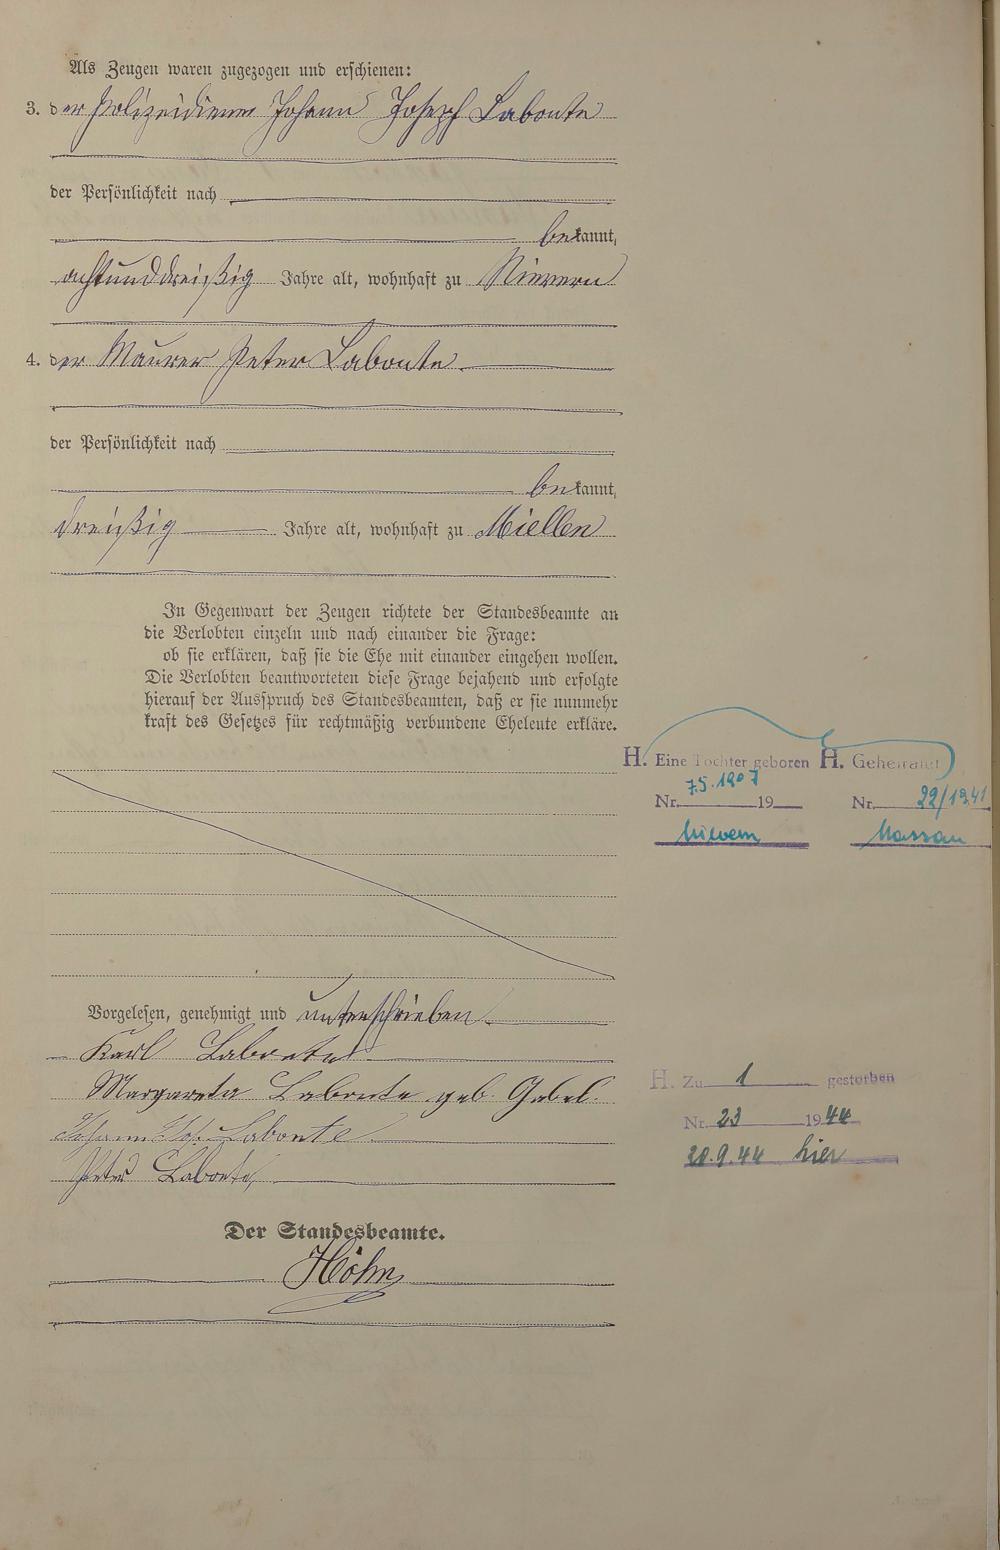 Als Zeugen waren zugezogen und erschienen:
3. der Polizeidiener Johann Joseph Labonte
der Persönlichkeit nach
bekannt,
achtunddreißig Jahre alt, wohnhaft zu Nievern
4. der Maurer Peter Labonte.
der Persönlichkeit nach
bekannt,
dreißig Jahre alt, wohnhaft zu Miellen
In Gegenwart der Zeugen richtete der Standesbeamte an
die Verlobten einzeln und nach einander die Frage:
ob sie erklären, daß sie die Ehe mit einander eingehen wollen.
Die Verlobten beantworteten diese Frage bejahend und erfolgte
hierauf der Ausspruch des Standesbeamten, daß er sie nunmehr
kraft des Gesetzes für rechtmäßig verbundene Eheleute erkläre.
H. Eine Tochter geboren
7.5.1907
Nr. 19
Nievern
H. Geheiratet
Nr. 22/1941
Nassau
Vorgelesen, genehmigt und unterschrieben.
Karl Labonte
Margareta Labonte geb. Gabel.
Johann Jos. Labonte
Peter Labonte,
H. Zu 1 gestorben
Nr. 23 1944
20.9.44 hier
Der Standesbeamte.
Höhn